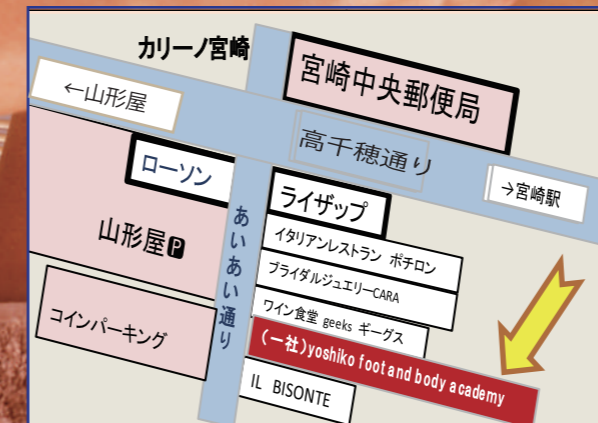 カリーノ宮崎
宮崎中央郵便局
←山形屋
高千穂通り
→宮崎駅
ローソン
ライザップ
山形屋🅿
あいあい通り
イタリアンレストラン ポチロン
ブライダルジュエリーCARA
ワイン食堂 geeks ギーグス
コインパーキング
(一社)yoshiko foot and body academy
IL BISONTE